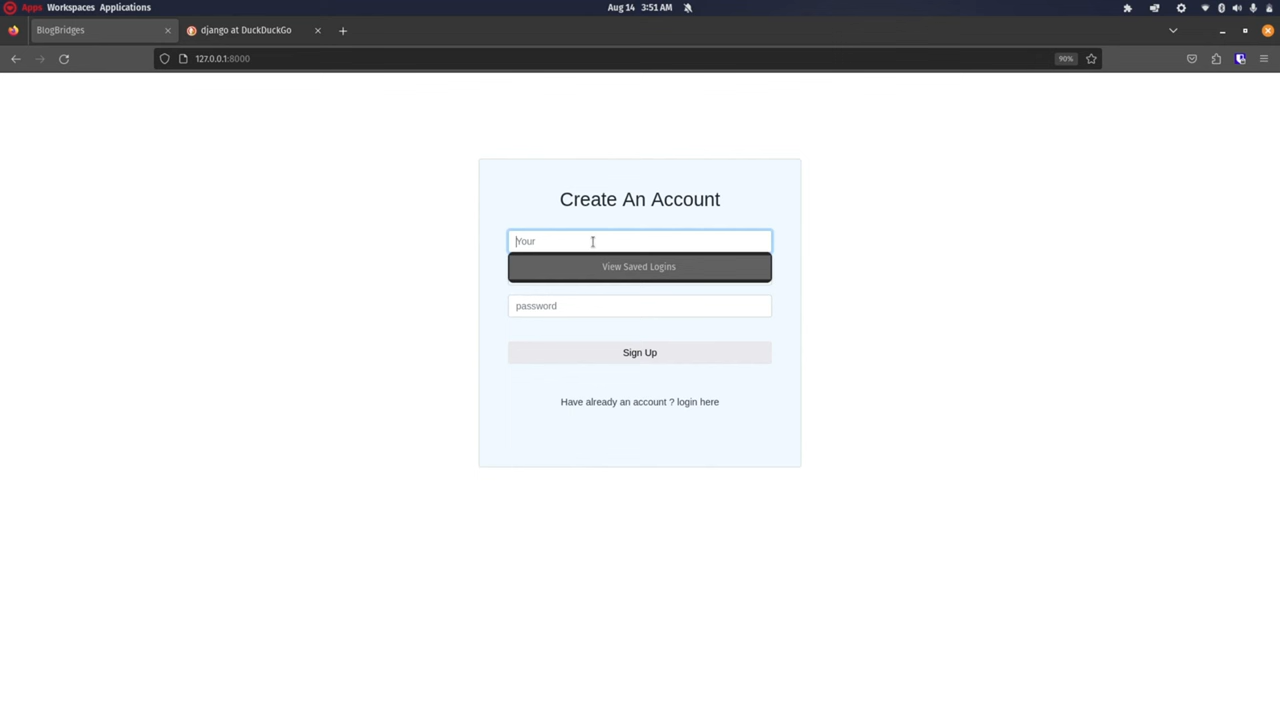 Apps Workspaces Applications Aug 14 3:51 AM
BlogBridges django at DuckDuckGo
127.0.0.1:8000 90%
Create An Account
Your
View Saved Logins
password
Sign Up
Have already an account ? login here